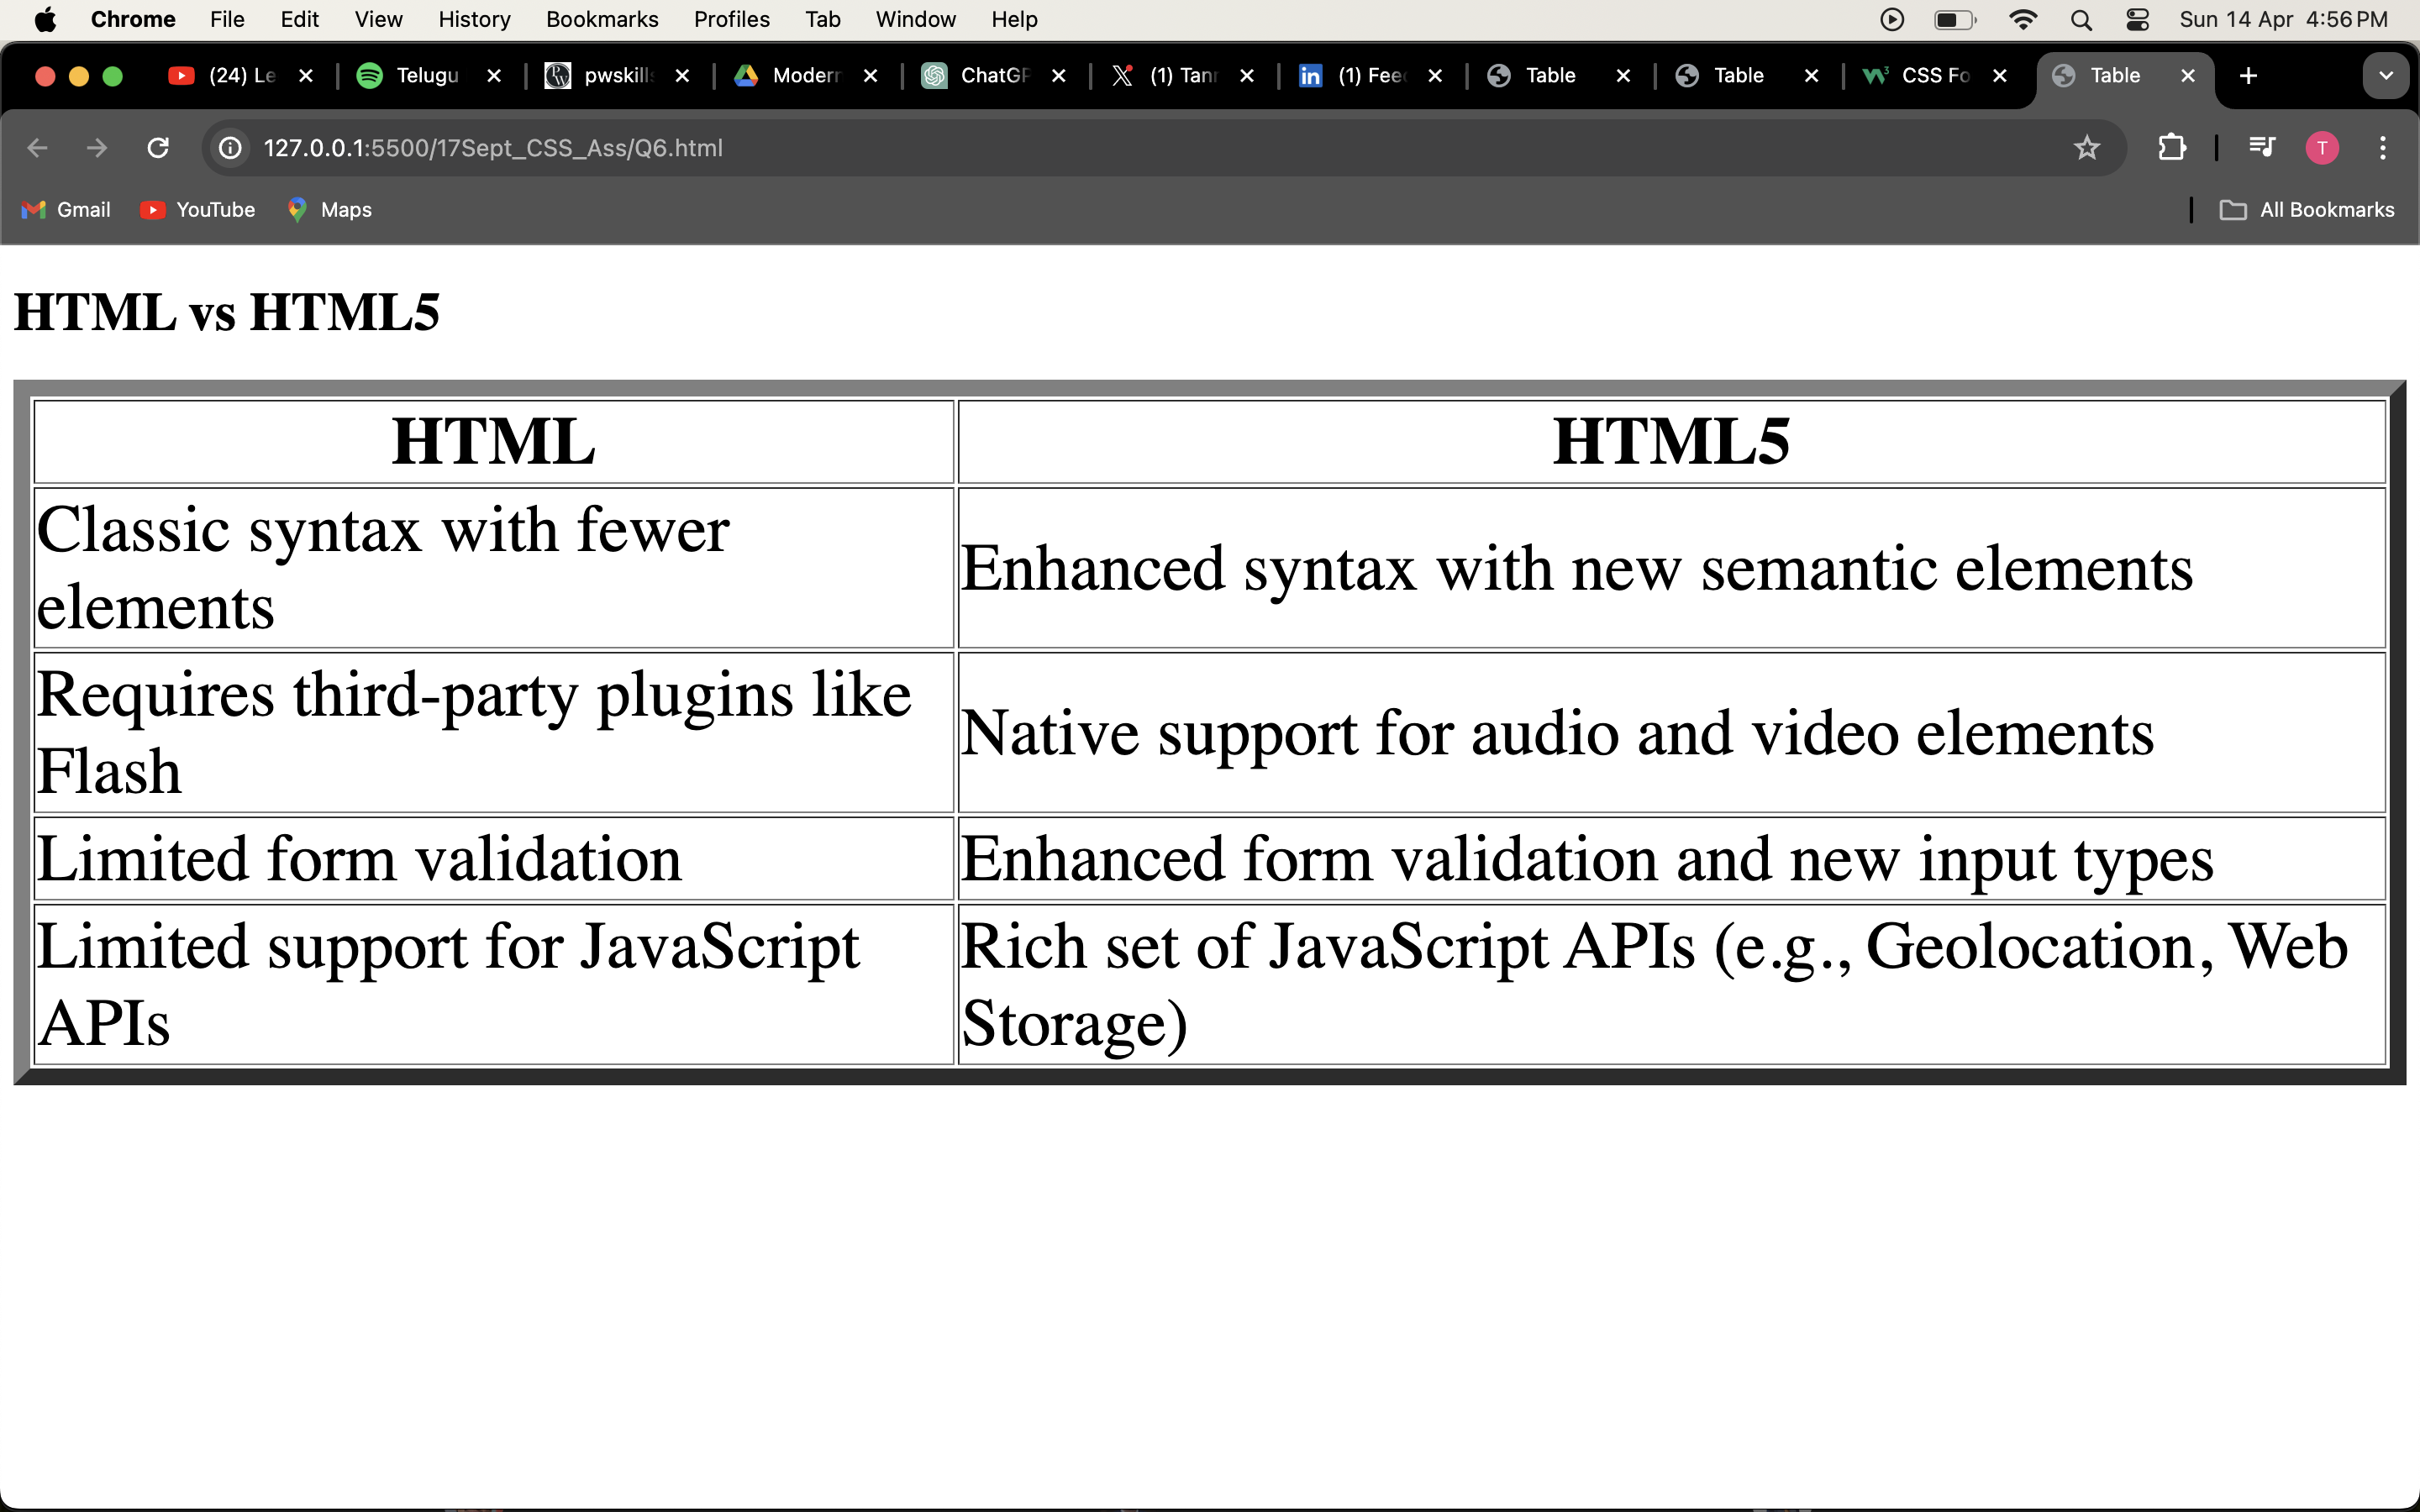 Chrome File Edit View History Bookmarks Profiles Tab Window Help Sun 14 Apr 4:56 PM
(24) Le Telugu pwskills Modern ChatGP (1) Tann (1) Feed Table Table CSS Fo Table
127.0.0.1:5500/17Sept_CSS_Ass/Q6.html T
Gmail YouTube Maps All Bookmarks
HTML vs HTML5
HTML HTML5
Classic syntax with fewer
elements
Enhanced syntax with new semantic elements
Requires third-party plugins like
Flash
Native support for audio and video elements
Limited form validation
Enhanced form validation and new input types
Limited support for JavaScript
APIs
Rich set of JavaScript APIs (e.g., Geolocation, Web
Storage)